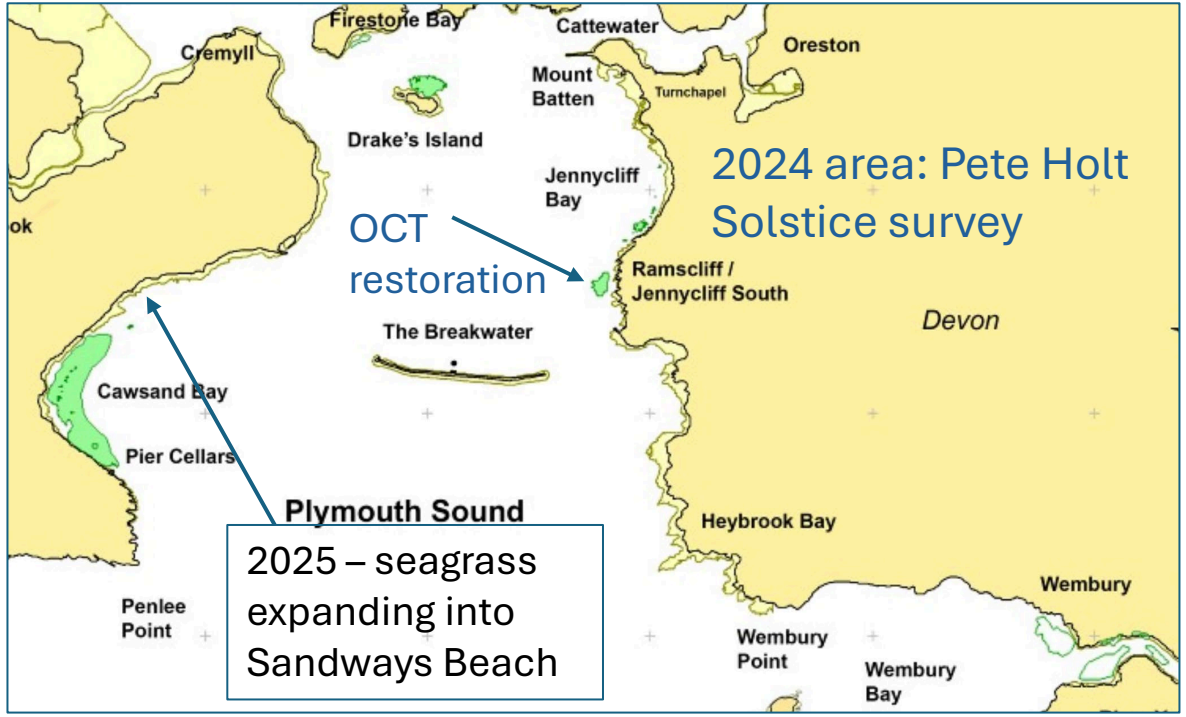 Firestone Bay
Cattewater
Cremyll
Oreston
Mount
Batten
Turnchapel
Drake's Island
2024 area: Pete Holt
Solstice survey
Jennycliff
Bay
ok
OCT
restoration
Ramscliff /
Jennycliff South
The Breakwater
Devon
Cawsand Bay
Pier Cellars
Plymouth Sound
Heybrook Bay
2025 – seagrass
expanding into
Sandways Beach
Penlee
Point
Wembury
Wembury
Point
Wembury
Bay